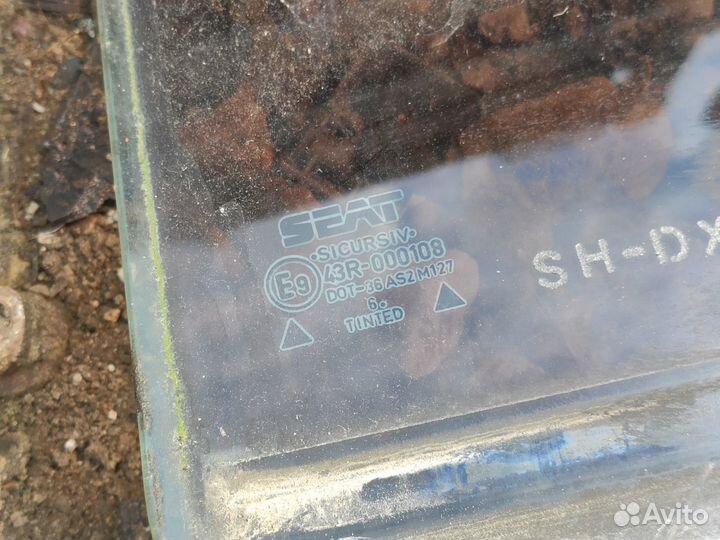 SEAT
·SICURSIV·
E9 43R-000108
DOT-36 AS2 M127
6.
TINTED
SH-DX
Avito